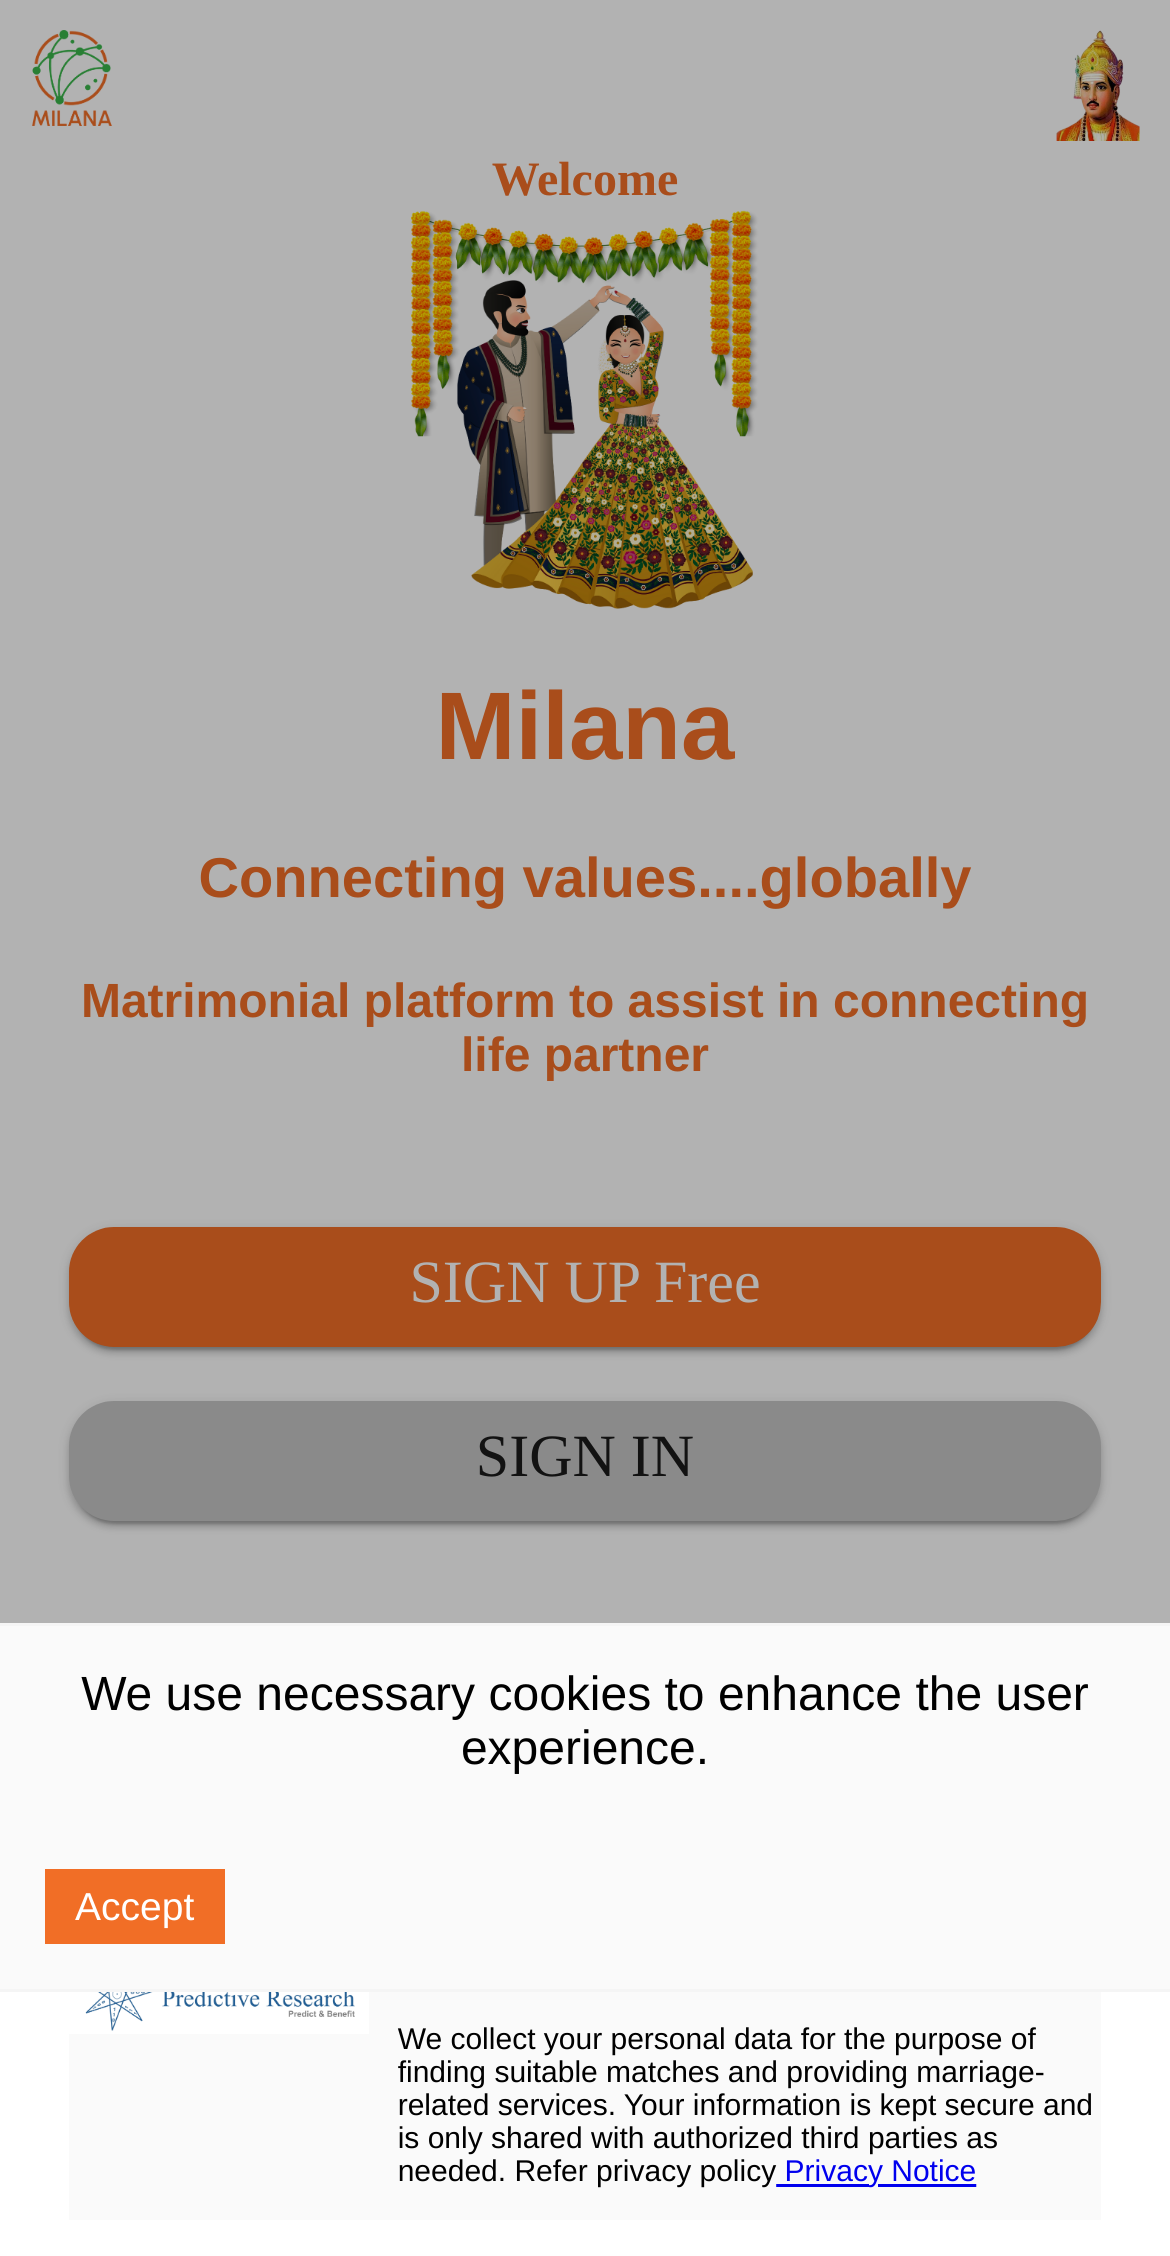 MILANA
Welcome
Milana
Connecting values....globally
Matrimonial platform to assist in connecting
life partner
SIGN UP Free
SIGN IN
We use necessary cookies to enhance the user
experience.
Accept
Predictive Research
Predict & Benefit
We collect your personal data for the purpose of
finding suitable matches and providing marriage-
related services. Your information is kept secure and
is only shared with authorized third parties as
needed. Refer privacy policy Privacy Notice